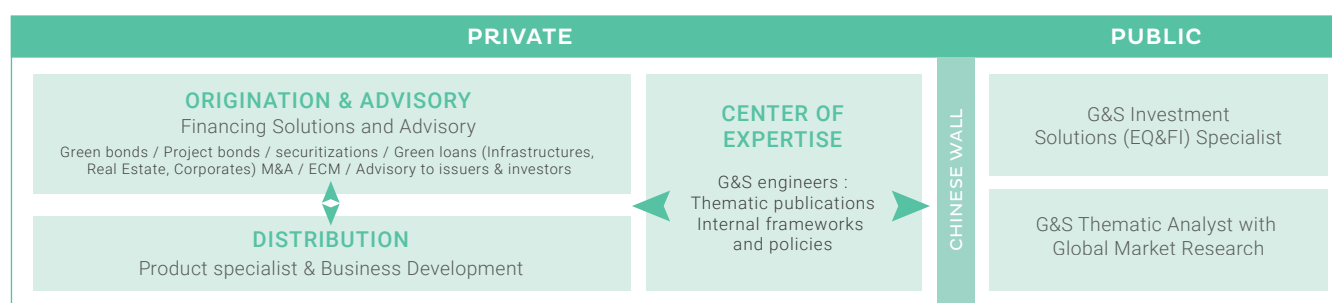 PRIVATE
PUBLIC
ORIGINATION & ADVISORY
Financing Solutions and Advisory
Green bonds / Project bonds / securitizations / Green loans (Infrastructures,
Real Estate, Corporates) M&A / ECM / Advisory to issuers & investors
DISTRIBUTION
Product specialist & Business Development
CENTER OF
EXPERTISE
G&S engineers :
Thematic publications
Internal frameworks
and policies
CHINESE WALL
G&S Investment
Solutions (EQ&FI) Specialist
G&S Thematic Analyst with
Global Market Research